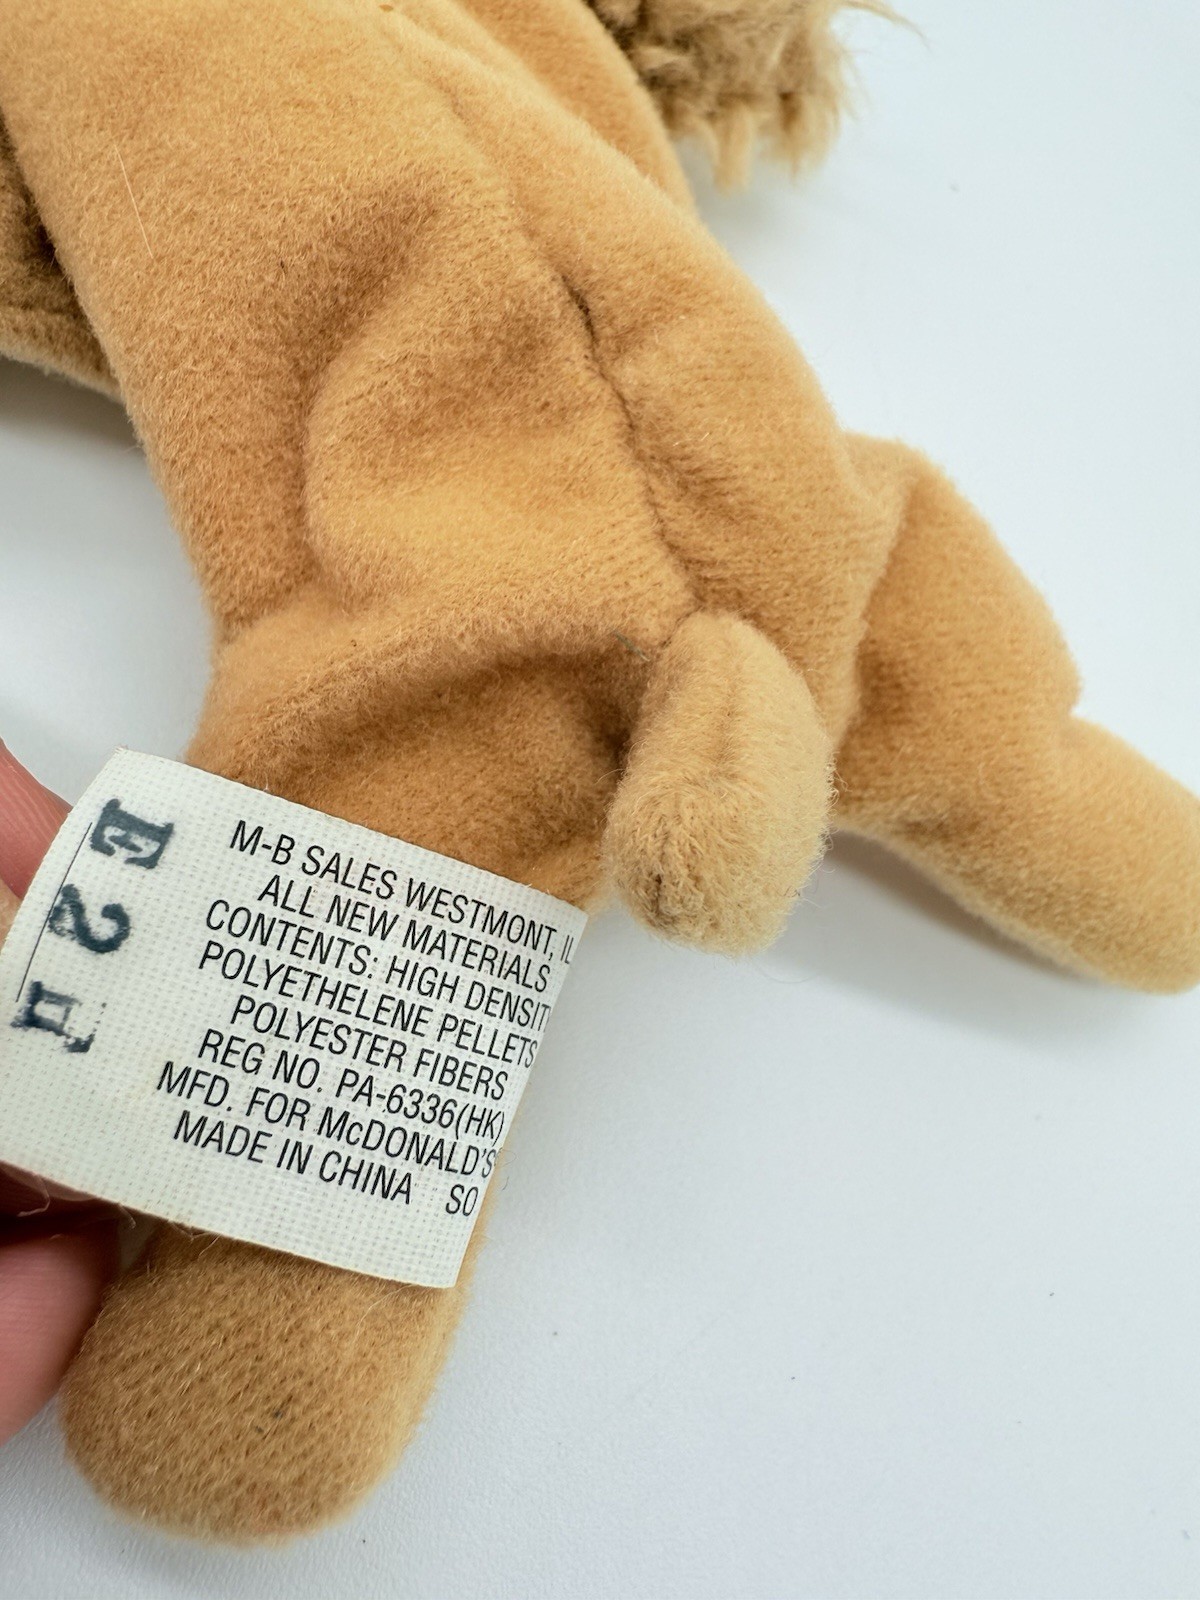 M-B SALES WESTMONT, IL
ALL NEW MATERIALS
CONTENTS: HIGH DENSIT
POLYETHELENE PELLETS
POLYESTER FIBERS
REG NO. PA-6336(HK)
MFD. FOR McDONALD'S
MADE IN CHINA SO
E2